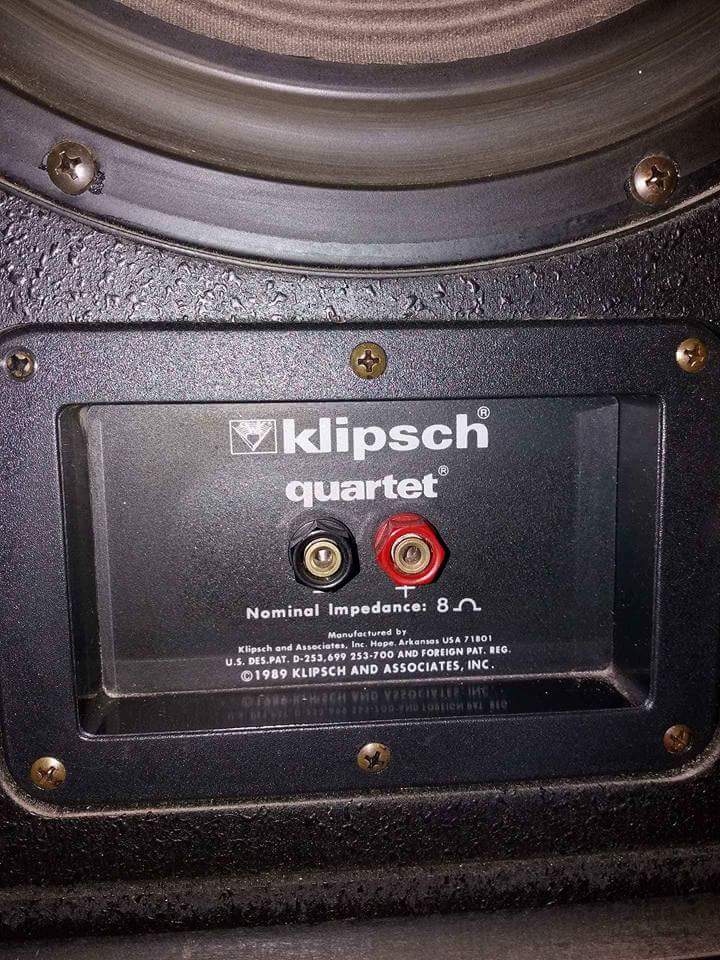 klipsch®
quartet®
- +
Nominal Impedance: 8 Ω
Manufactured by
Klipsch and Associates, Inc. Hope, Arkansas USA 71801
U.S. DES.PAT. D-253,699 253-700 AND FOREIGN PAT. REG.
©1989 KLIPSCH AND ASSOCIATES, INC.